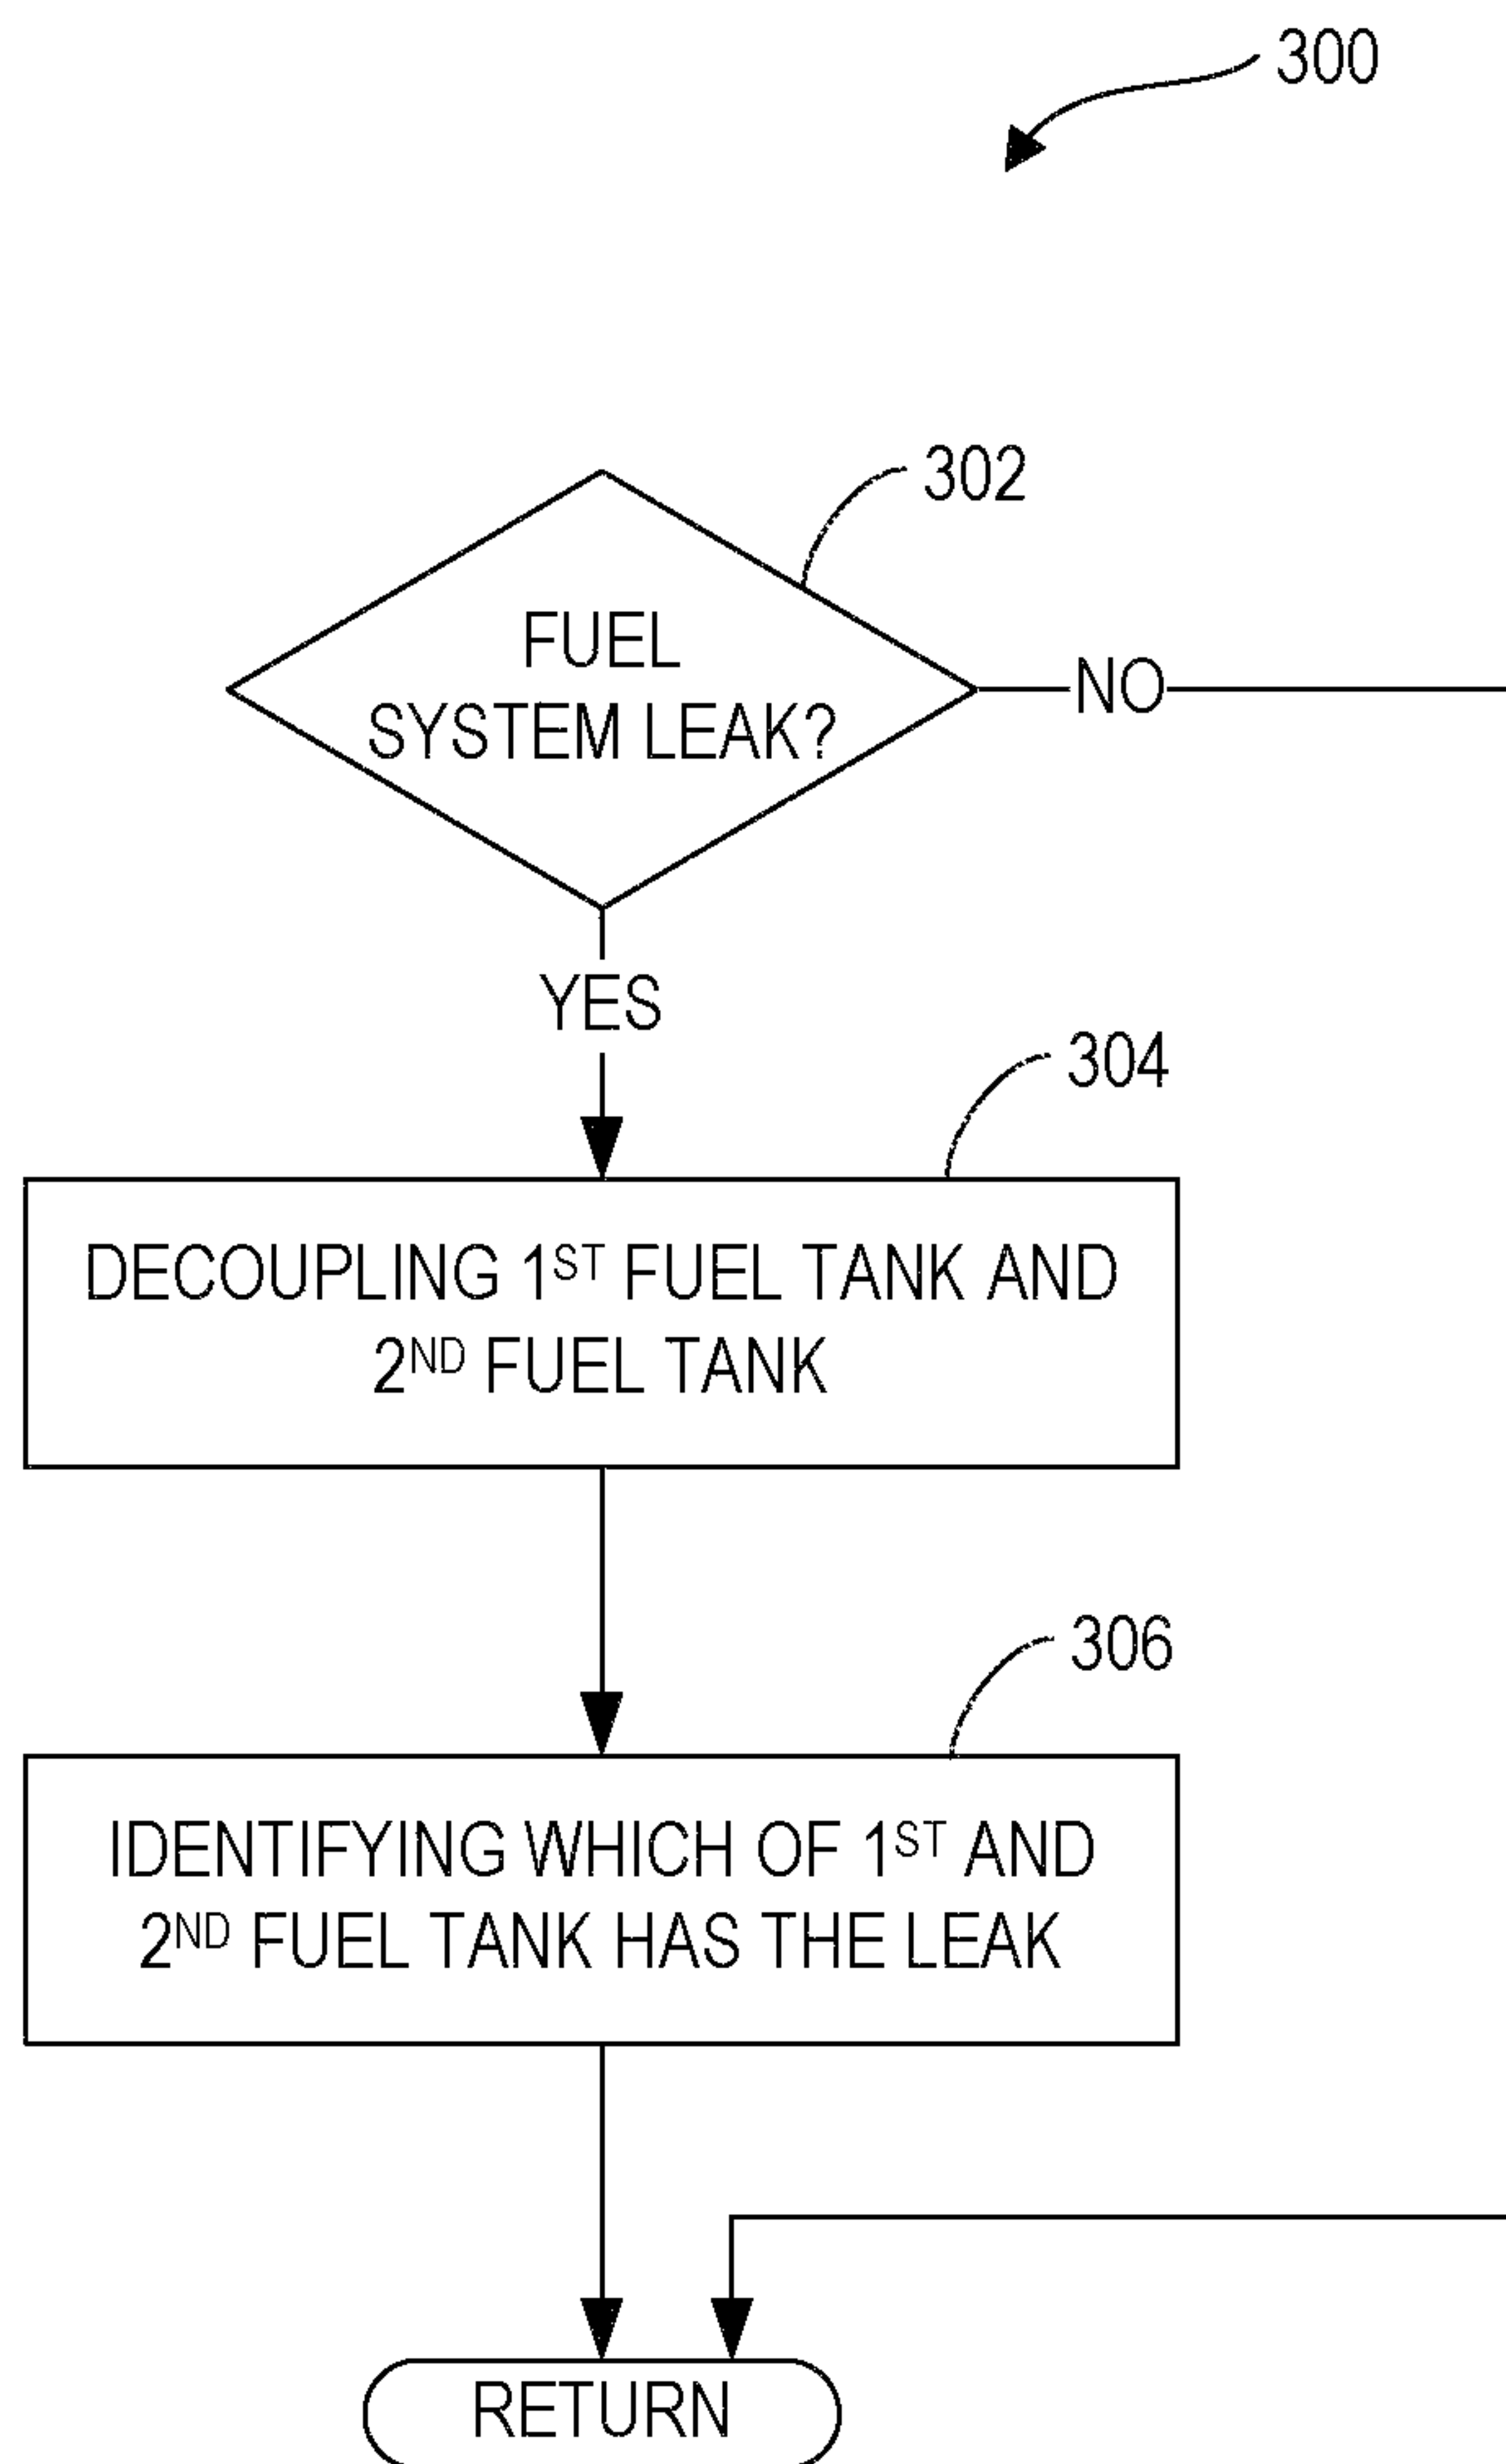 300
302
FUEL
SYSTEM LEAK?
NO
YES
304
DECOUPLING 1ST FUEL TANK AND
2ND FUEL TANK
306
IDENTIFYING WHICH OF 1ST AND
2ND FUEL TANK HAS THE LEAK
RETURN